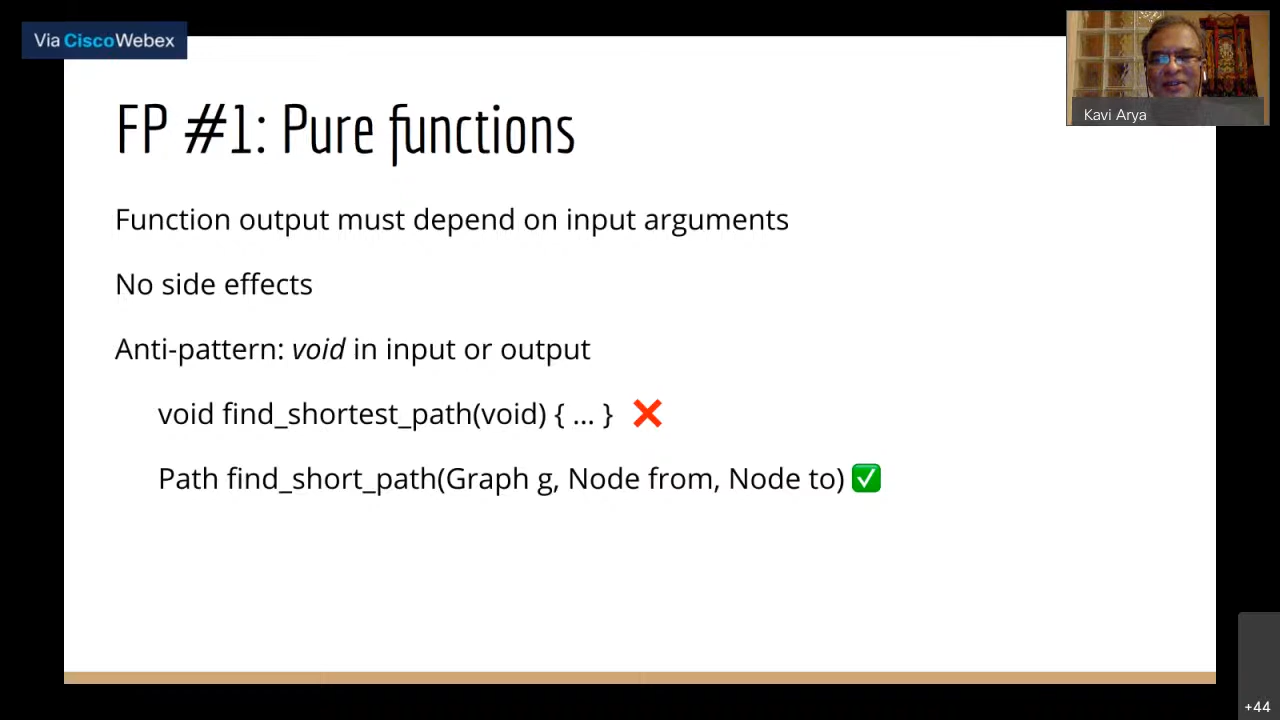 Via CiscoWebex
Kavi Arya
FP #1: Pure functions
Function output must depend on input arguments
No side effects
Anti-pattern: void in input or output
void find_shortest_path(void) { ... } ❌
Path find_short_path(Graph g, Node from, Node to) ✅
+44